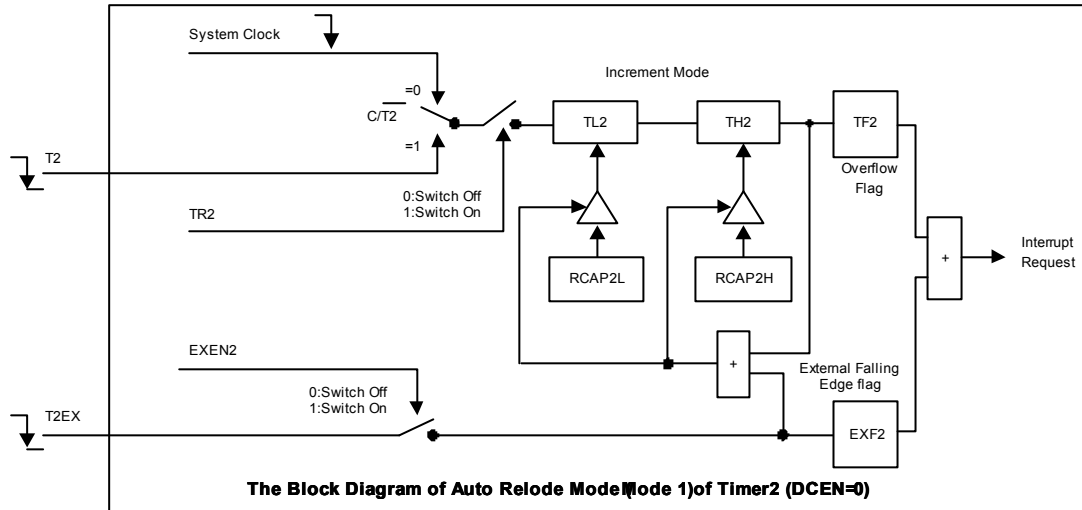 System Clock
Increment Mode
=0
C/T2
TL2
TH2
TF2
=1
T2
Overflow
Flag
0:Switch Off
1:Switch On
TR2
Interrupt
Request
+
RCAP2L
RCAP2H
EXEN2
+
External Falling
Edge flag
0:Switch Off
1:Switch On
T2EX
EXF2
The Block Diagram of Auto Relode Mode(Mode 1)of Timer2 (DCEN=0)